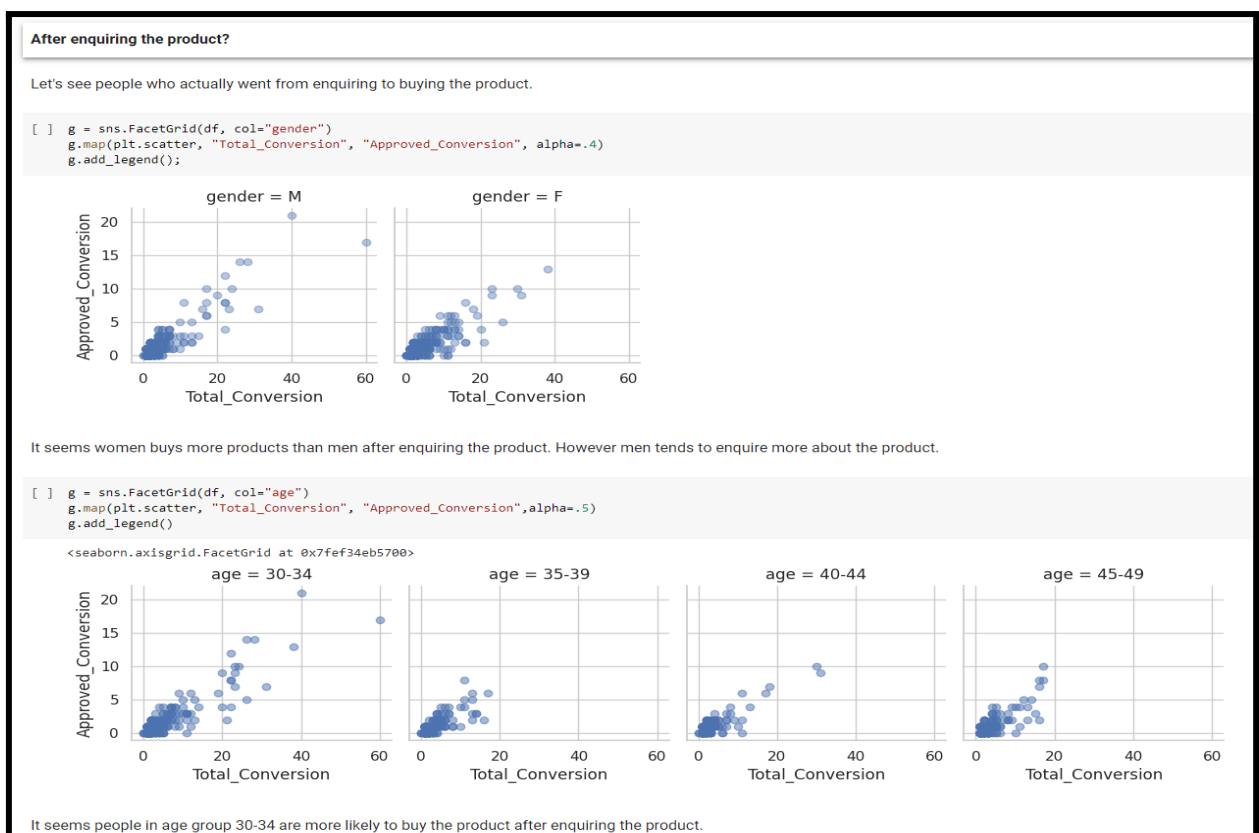 After enquiring the product?
Let's see people who actually went from enquiring to buying the product.
[ ] g = sns.FacetGrid(df, col="gender")
g.map(plt.scatter, "Total_Conversion", "Approved_Conversion", alpha=.4)
g.add_legend();
gender = M gender = F
Approved_Conversion
20
15
10
5
0
0 20 40 60 0 20 40 60
Total_Conversion Total_Conversion
It seems women buys more products than men after enquiring the product. However men tends to enquire more about the product.
[ ] g = sns.FacetGrid(df, col="age")
g.map(plt.scatter, "Total_Conversion", "Approved_Conversion",alpha=.5)
g.add_legend()
<seaborn.axisgrid.FacetGrid at 0x7fef34eb5700>
age = 30-34 age = 35-39 age = 40-44 age = 45-49
Approved_Conversion
20
15
10
5
0
0 20 40 60 0 20 40 60 0 20 40 60 0 20 40 60
Total_Conversion Total_Conversion Total_Conversion Total_Conversion
It seems people in age group 30-34 are more likely to buy the product after enquiring the product.